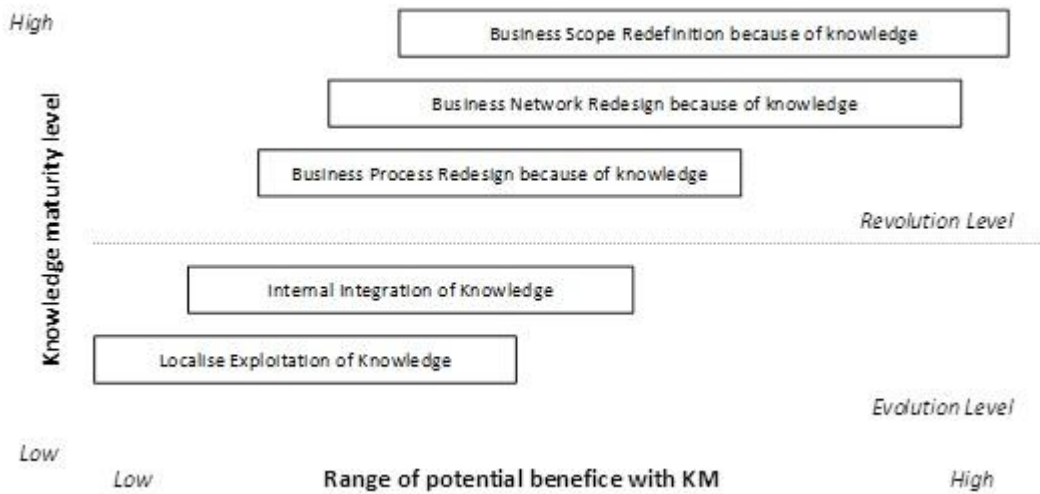 High
Business Scope Redefinition because of knowledge
Business Network Redesign because of knowledge
Business Process Redesign because of knowledge
Revolution Level
Knowledge maturity level
Internal Integration of Knowledge
Localise Exploitation of Knowledge
Evolution Level
Low
Low
Range of potential benefice with KM
High